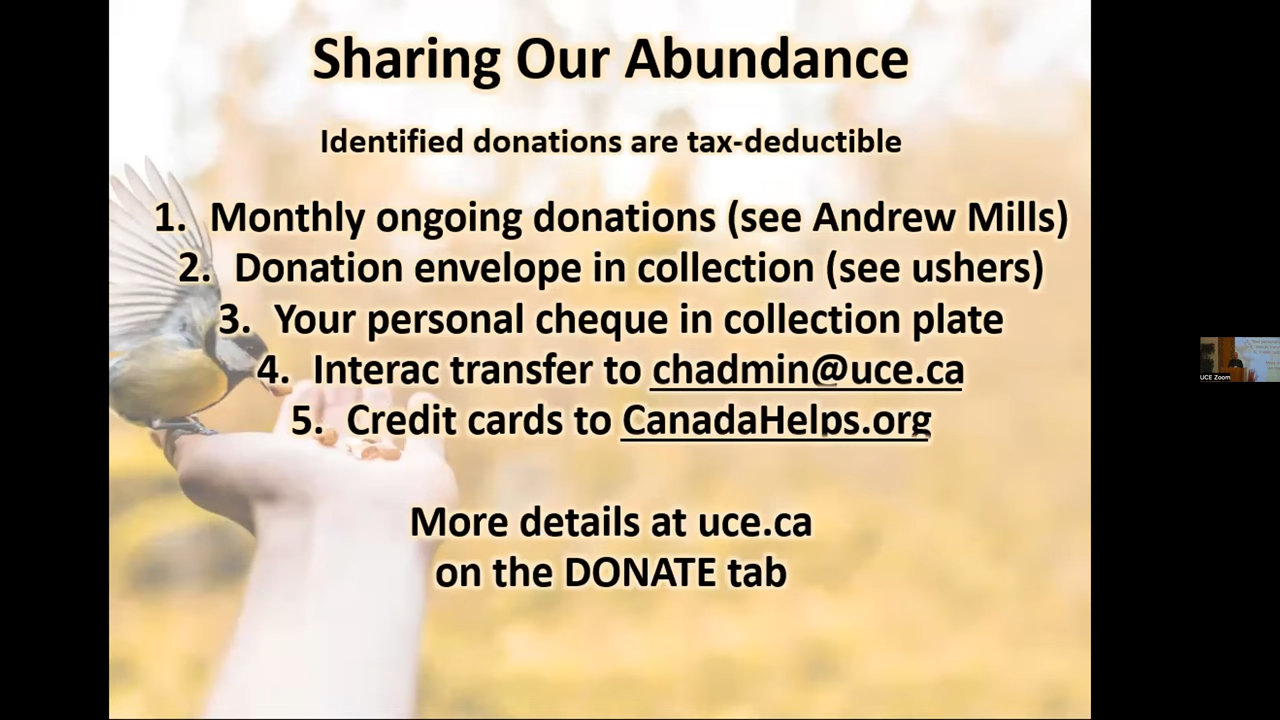 Sharing Our Abundance
Identified donations are tax-deductible
1. Monthly ongoing donations (see Andrew Mills)
2. Donation envelope in collection (see ushers)
3. Your personal cheque in collection plate
4. Interac transfer to chadmin@uce.ca
5. Credit cards to CanadaHelps.org
More details at uce.ca
on the DONATE tab
UCE Zoom